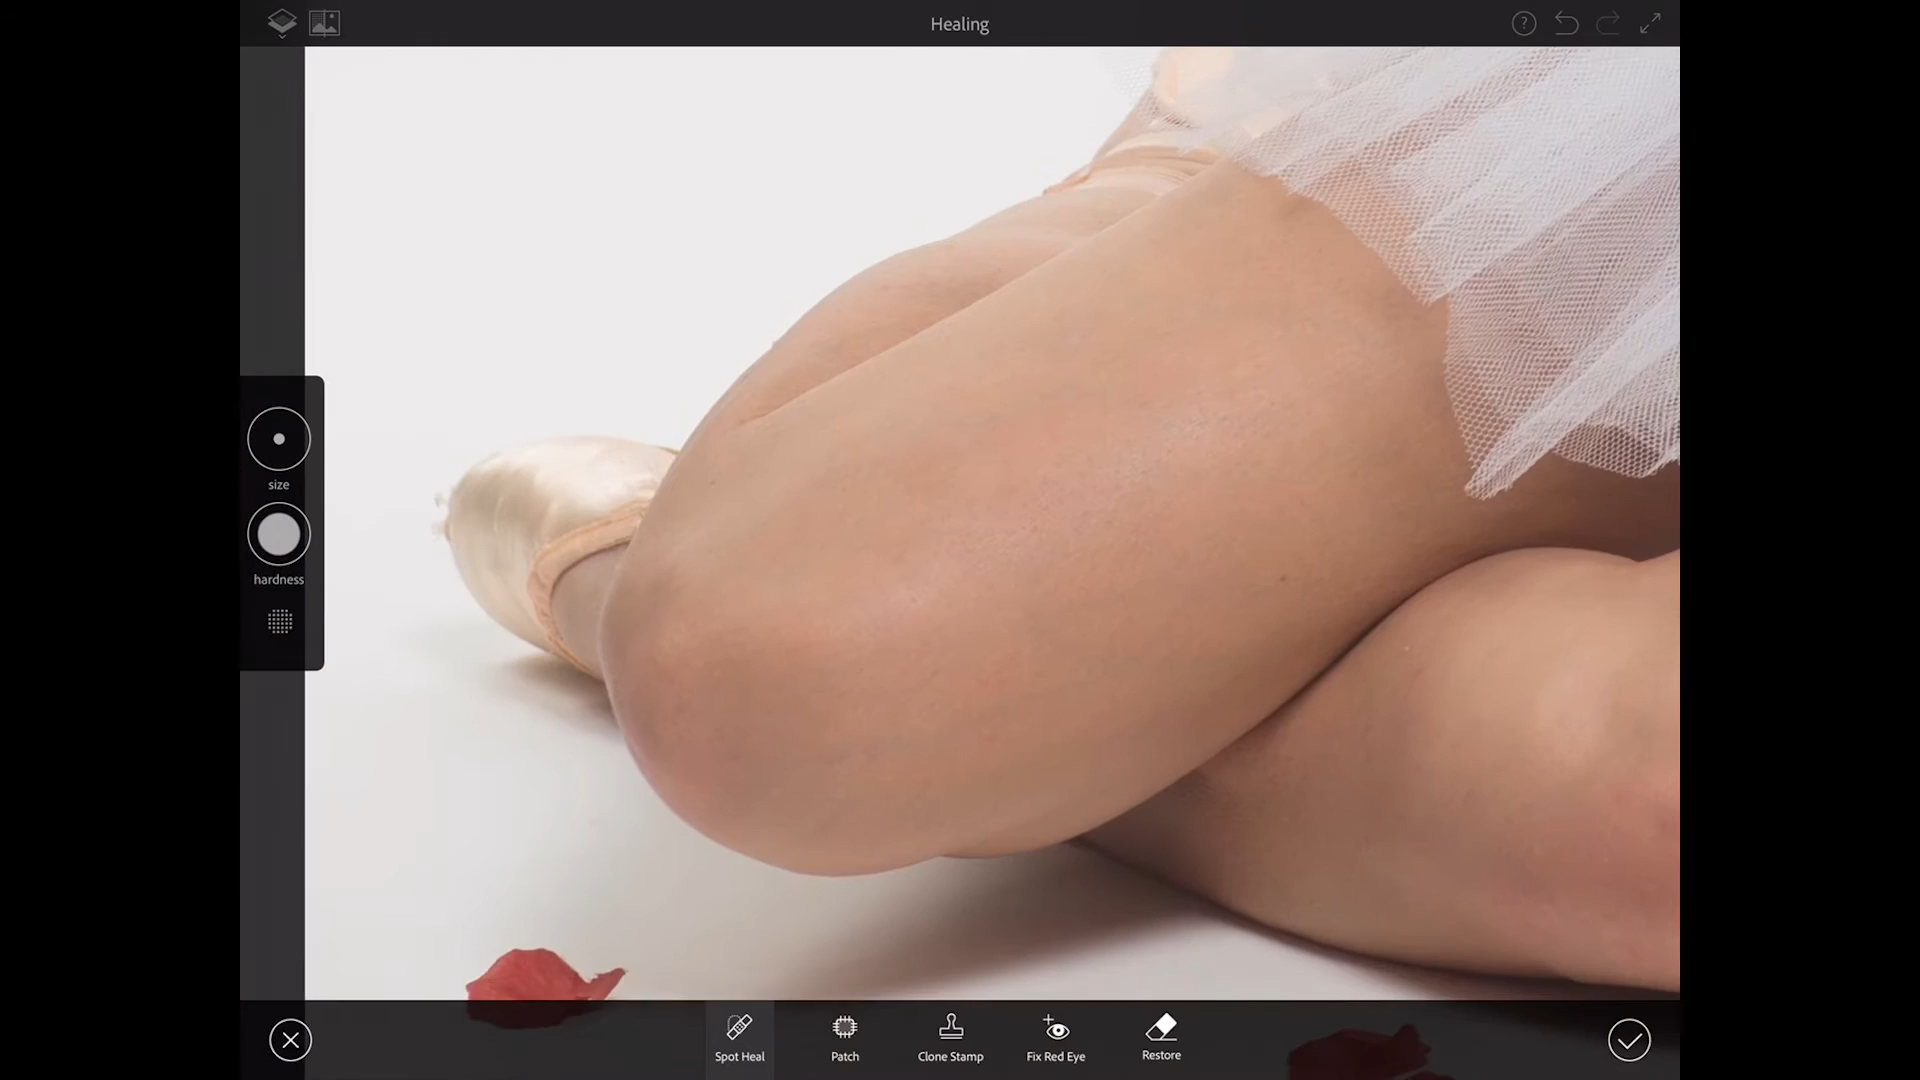 Healing
size
hardness
Spot Heal
Patch
Clone Stamp
Fix Red Eye
Restore